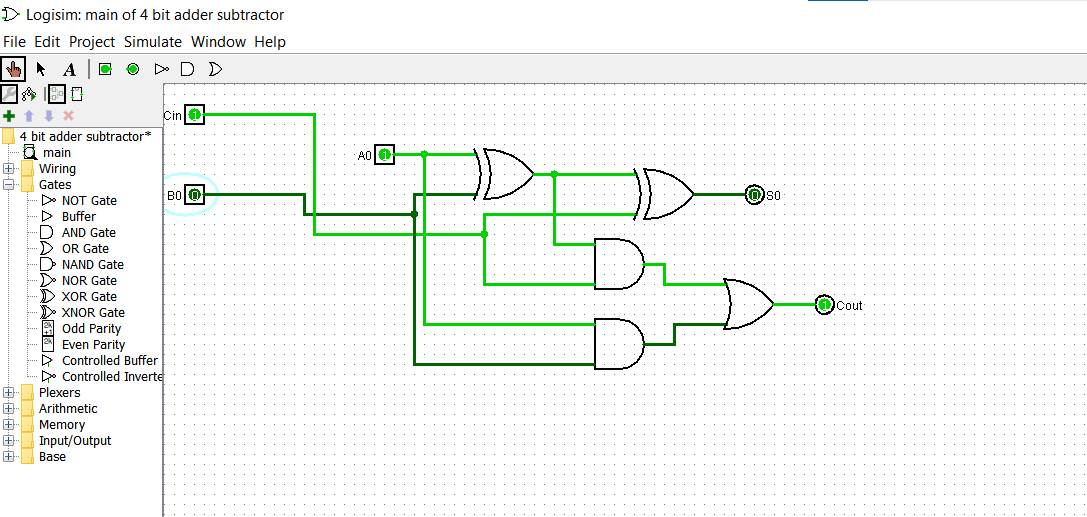 Logisim: main of 4 bit adder subtractor
File Edit Project Simulate Window Help
A
4 bit adder subtractor*
main
Wiring
Gates
NOT Gate
Buffer
AND Gate
OR Gate
NAND Gate
NOR Gate
XOR Gate
XNOR Gate
Odd Parity
Even Parity
Controlled Buffer
Controlled Inverte
Plexers
Arithmetic
Memory
Input/Output
Base
Cin 1
A0 1
B0 0
0 S0
1 Cout